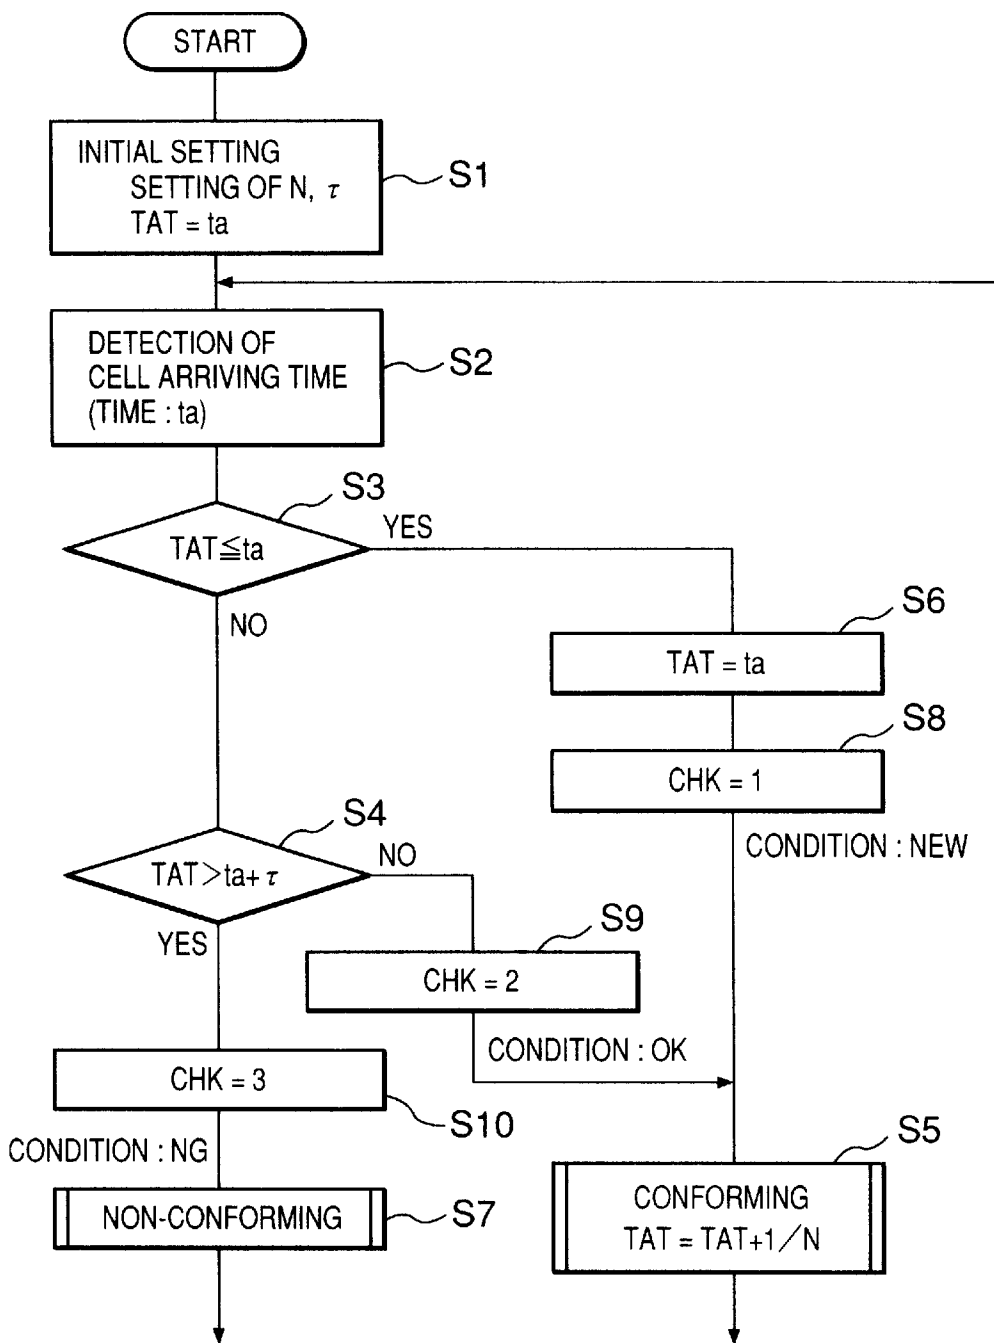 START
INITIAL SETTING
SETTING OF N, τ
TAT = ta
S1
DETECTION OF
CELL ARRIVING TIME
(TIME : ta)
S2
S3
TAT≦ta
YES
NO
S6
TAT = ta
S8
CHK = 1
CONDITION : NEW
S4
TAT>ta+ τ
NO
YES
S9
CHK = 2
CONDITION : OK
CHK = 3
S10
CONDITION : NG
S5
NON-CONFORMING
S7
CONFORMING
TAT = TAT+1/N